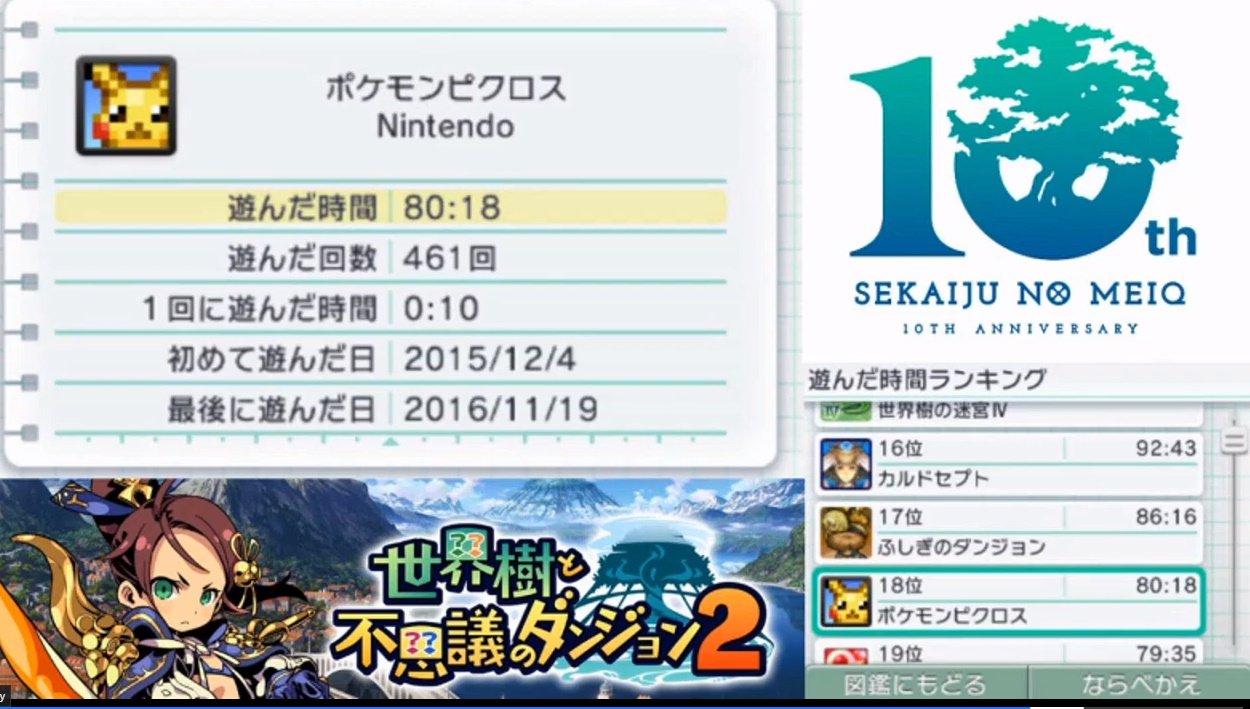 ポケモンピクロス
Nintendo
遊んだ時間 80:18
遊んだ回数 461回
1回に遊んだ時間 0:10
初めて遊んだ日 2015/12/4
最後に遊んだ日 2016/11/19
10th
SEKAIJU NO MEIQ
10TH ANNIVERSARY
遊んだ時間ランキング
IV
世界樹の迷宮Ⅳ
16位 92:43
カルドセプト
17位 86:16
ふしぎのダンジョン
18位 80:18
ポケモンピクロス
19位 79:35
図鑑にもどる ならべかえ
世界樹と
不思議のダンジョン2
??
??
y